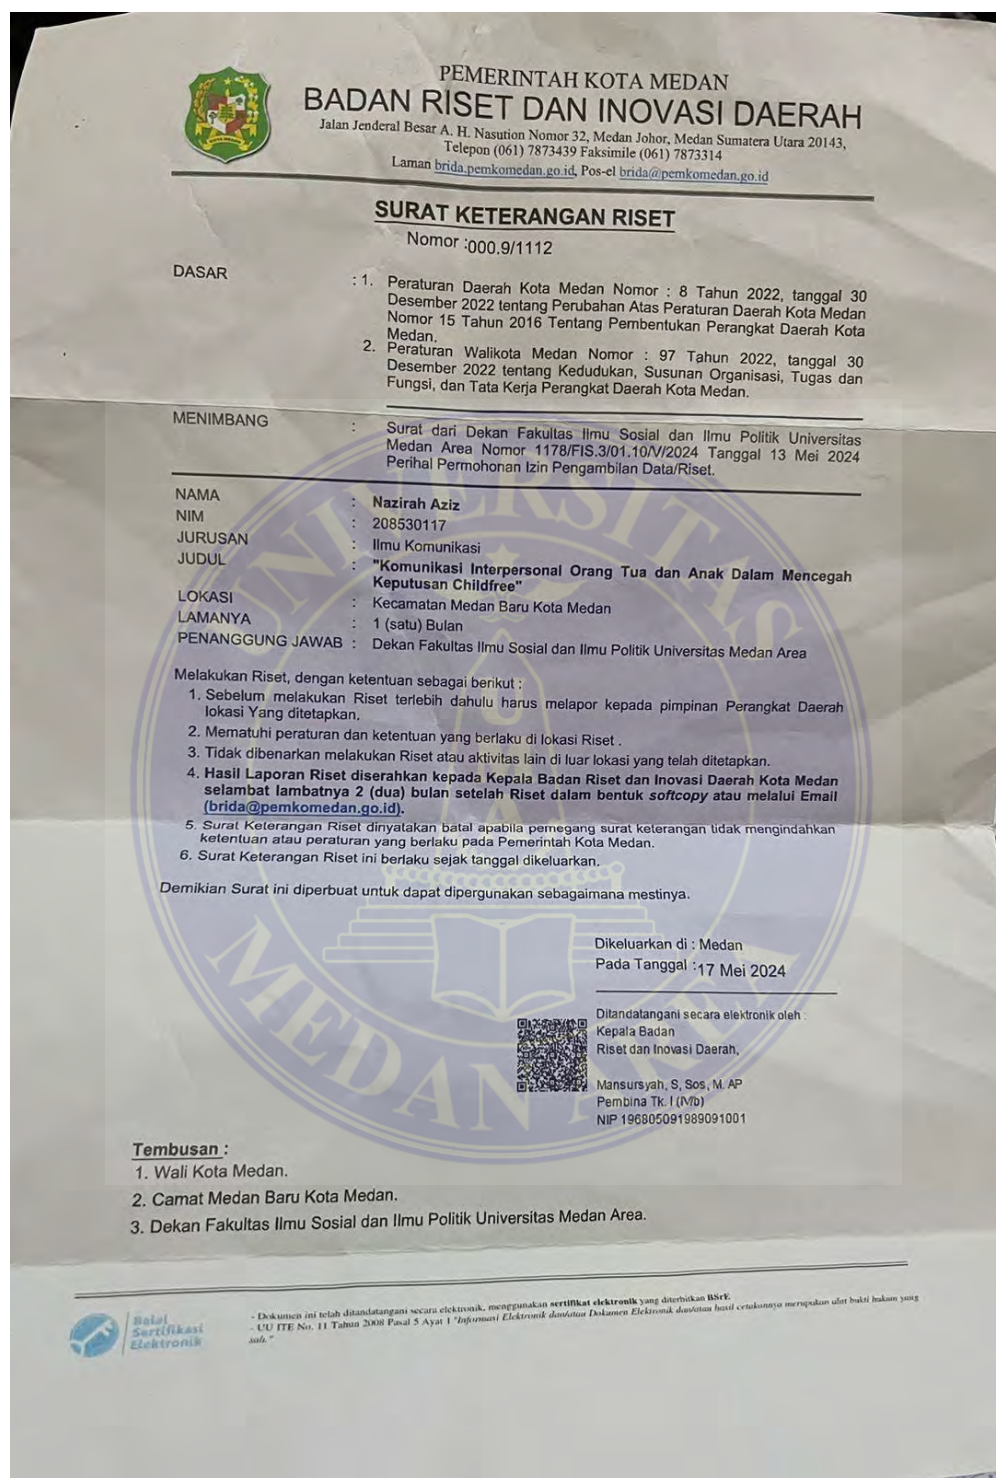 PEMERINTAH KOTA MEDAN
BADAN RISET DAN INOVASI DAERAH
Jalan Jenderal Besar A. H. Nasution Nomor 32, Medan Johor, Medan Sumatera Utara 20143,
Telepon (061) 7873439 Faksimile (061) 7873314
Laman brida.pemkomedan.go.id, Pos-el brida@pemkomedan.go.id
SURAT KETERANGAN RISET
Nomor :000.9/1112
DASAR : 1. Peraturan Daerah Kota Medan Nomor : 8 Tahun 2022, tanggal 30
Desember 2022 tentang Perubahan Atas Peraturan Daerah Kota Medan
Nomor 15 Tahun 2016 Tentang Pembentukan Perangkat Daerah Kota
Medan.
2. Peraturan Walikota Medan Nomor : 97 Tahun 2022, tanggal 30
Desember 2022 tentang Kedudukan, Susunan Organisasi, Tugas dan
Fungsi, dan Tata Kerja Perangkat Daerah Kota Medan.
MENIMBANG : Surat dari Dekan Fakultas Ilmu Sosial dan Ilmu Politik Universitas
Medan Area Nomor 1178/FIS.3/01.10/V/2024 Tanggal 13 Mei 2024
Perihal Permohonan Izin Pengambilan Data/Riset.
NAMA : Nazirah Aziz
NIM : 208530117
JURUSAN : Ilmu Komunikasi
JUDUL : "Komunikasi Interpersonal Orang Tua dan Anak Dalam Mencegah
Keputusan Childfree"
LOKASI : Kecamatan Medan Baru Kota Medan
LAMANYA : 1 (satu) Bulan
PENANGGUNG JAWAB : Dekan Fakultas Ilmu Sosial dan Ilmu Politik Universitas Medan Area
Melakukan Riset, dengan ketentuan sebagai berikut :
1. Sebelum melakukan Riset terlebih dahulu harus melapor kepada pimpinan Perangkat Daerah
lokasi Yang ditetapkan.
2. Mematuhi peraturan dan ketentuan yang berlaku di lokasi Riset .
3. Tidak dibenarkan melakukan Riset atau aktivitas lain di luar lokasi yang telah ditetapkan.
4. Hasil Laporan Riset diserahkan kepada Kepala Badan Riset dan Inovasi Daerah Kota Medan
selambat lambatnya 2 (dua) bulan setelah Riset dalam bentuk softcopy atau melalui Email
(brida@pemkomedan.go.id).
5. Surat Keterangan Riset dinyatakan batal apabila pemegang surat keterangan tidak mengindahkan
ketentuan atau peraturan yang berlaku pada Pemerintah Kota Medan.
6. Surat Keterangan Riset ini berlaku sejak tanggal dikeluarkan.
Demikian Surat ini diperbuat untuk dapat dipergunakan sebagaimana mestinya.
Dikeluarkan di : Medan
Pada Tanggal :17 Mei 2024
Ditandatangani secara elektronik oleh :
Kepala Badan
Riset dan Inovasi Daerah,
Mansursyah, S, Sos, M. AP
Pembina Tk. I (IV/b)
NIP 196805091989091001
Tembusan :
1. Wali Kota Medan.
2. Camat Medan Baru Kota Medan.
3. Dekan Fakultas Ilmu Sosial dan Ilmu Politik Universitas Medan Area.
Balai
Sertifikasi
Elektronik
- Dokumen ini telah ditandatangani secara elektronik, menggunakan sertifikat elektronik yang diterbitkan BSrE.
- UU ITE No. 11 Tahun 2008 Pasal 5 Ayat 1 "Informasi Elektronik dan/atau Dokumen Elektronik dan/atau hasil cetakannya merupakan alat bukti hukum yang
sah."
UNIVERSITAS
MEDAN AREA
UMA